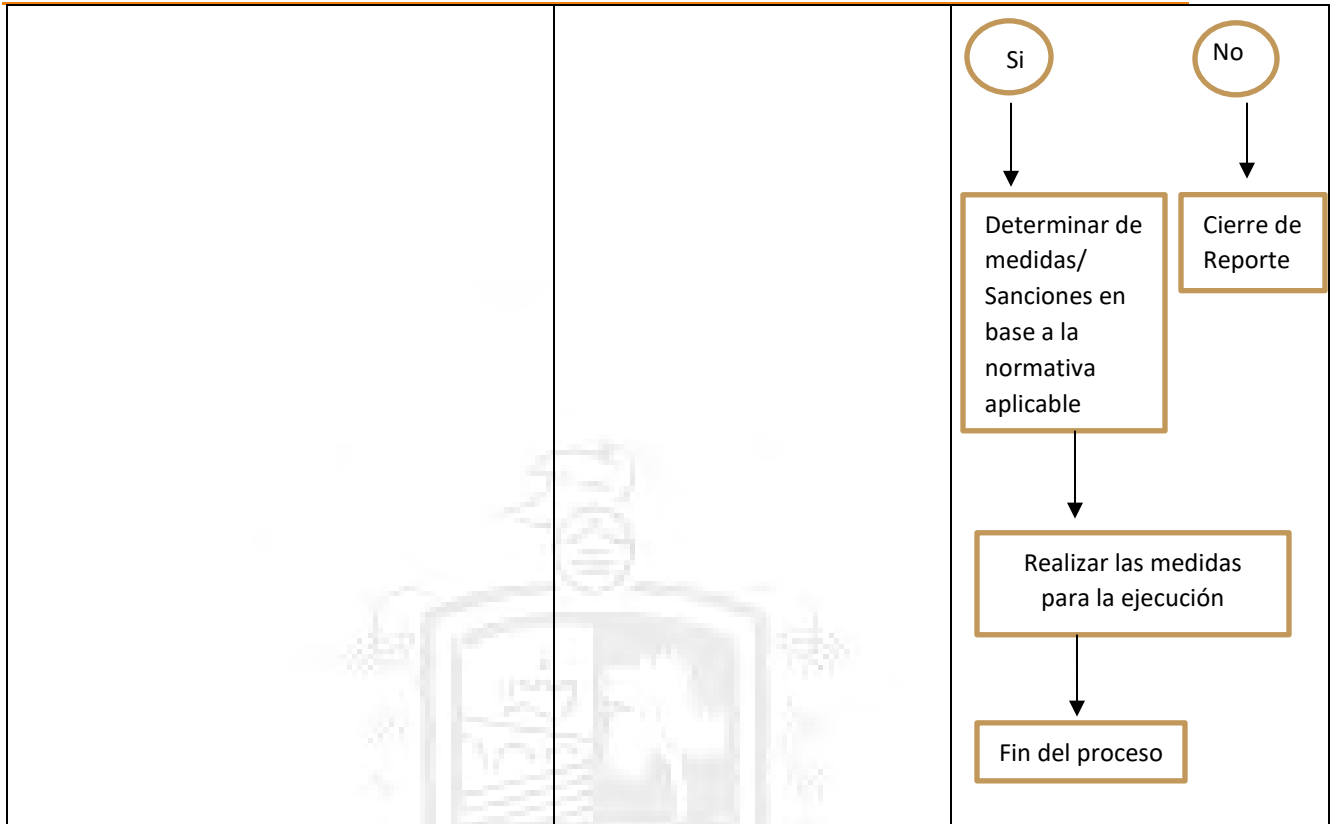 Si
No
Determinar de
medidas/
Sanciones en
base a la
normativa
aplicable
Cierre de
Reporte
Realizar las medidas
para la ejecución
Fin del proceso